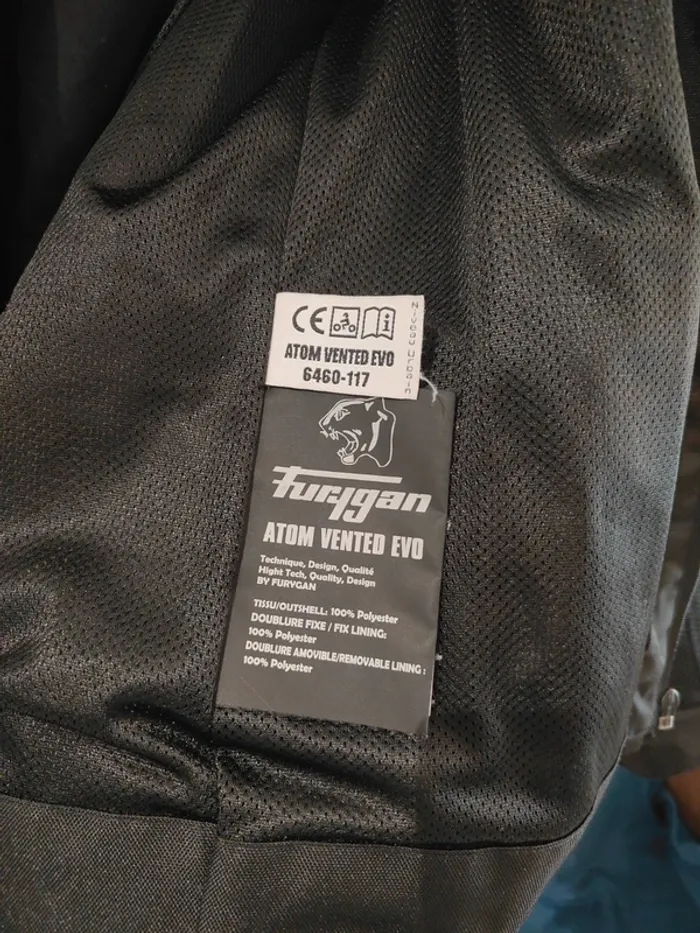 CE
Niveau Urbain
ATOM VENTED EVO
6460-117
Furygan
ATOM VENTED EVO
Technique, Design, Qualité
Hight Tech, Quality, Design
BY FURYGAN
TISSU/OUTSHELL: 100% Polyester
DOUBLURE FIXE / FIX LINING:
100% Polyester
DOUBLURE AMOVIBLE/REMOVABLE LINING :
100% Polyester